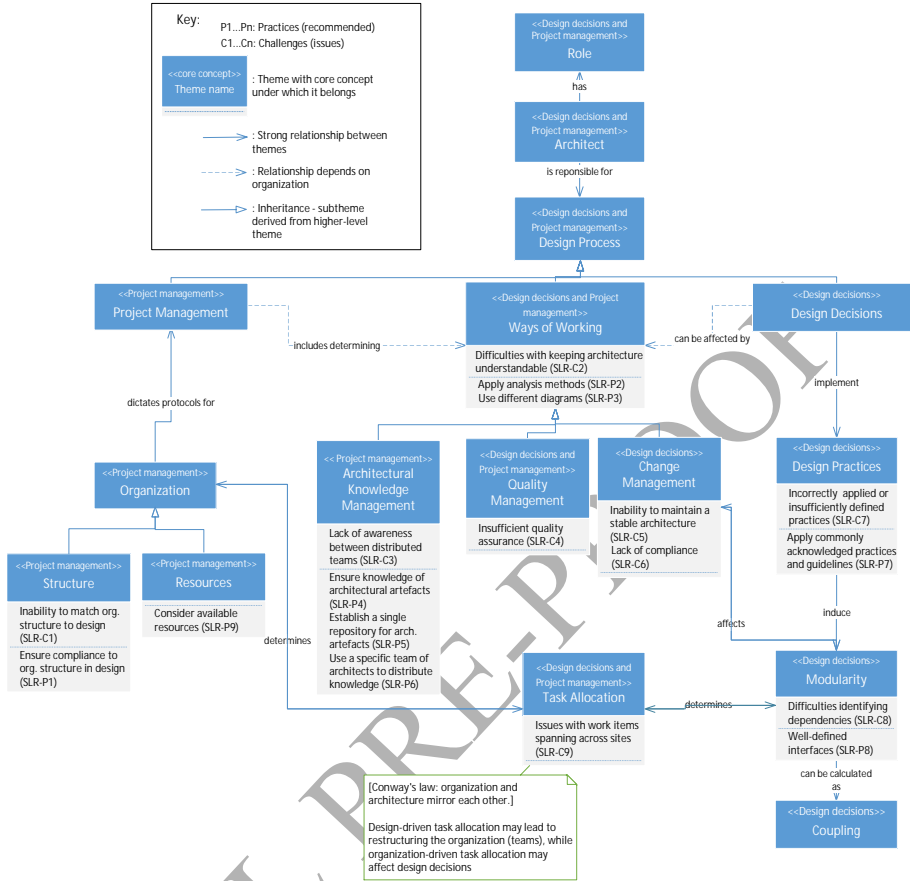 Key:
P1...Pn: Practices (recommended)
C1...Cn: Challenges (issues)
<<core concept>>
Theme name
: Theme with core concept
under which it belongs
: Strong relationship between
themes
: Relationship depends on
organization
: Inheritance - subtheme
derived from higher-level
theme
<<Design decisions and
Project management>>
Role
has
<<Design decisions and
Project management>>
Architect
is reponsible for
<<Design decisions and
Project management>>
Design Process
<<Project management>>
Project Management
<<Design decisions and Project
management>>
Ways of Working
Difficulties with keeping architecture
understandable (SLR-C2)
Apply analysis methods (SLR-P2)
Use different diagrams (SLR-P3)
<<Design decisions>>
Design Decisions
includes determining
can be affected by
implement
dictates protocols for
<<Project management>>
Organization
<< Project management>>
Architectural
Knowledge
Management
Lack of awareness
between distributed
teams (SLR-C3)
Ensure knowledge of
architectural artefacts
(SLR-P4)
Establish a single
repository for arch.
artefacts (SLR-P5)
Use a specific team of
architects to distribute
knowledge (SLR-P6)
<<Design decisions and
Project management>>
Quality
Management
Insufficient quality
assurance (SLR-C4)
<<Design decisions>>
Change
Management
Inability to maintain a
stable architecture
(SLR-C5)
Lack of compliance
(SLR-C6)
<<Design decisions>>
Design Practices
Incorrectly applied or
insufficiently defined
practices (SLR-C7)
Apply commonly
acknowledged practices
and guidelines (SLR-P7)
<<Project management>>
Structure
Inability to match org.
structure to design
(SLR-C1)
Ensure compliance to
org. structure in design
(SLR-P1)
<<Project management>>
Resources
Consider available
resources (SLR-P9)
determines
affects
induce
<<Design decisions and
Project management>>
Task Allocation
Issues with work items
spanning across sites
(SLR-C9)
determines
<<Design decisions>>
Modularity
Difficulties identifying
dependencies (SLR-C8)
Well-defined
interfaces (SLR-P8)
can be calculated
as
<<Design decisions>>
Coupling
[Conway's law: organization and
architecture mirror each other.]
Design-driven task allocation may lead to
restructuring the organization (teams), while
organization-driven task allocation may
affect design decisions
PRE-PROOF